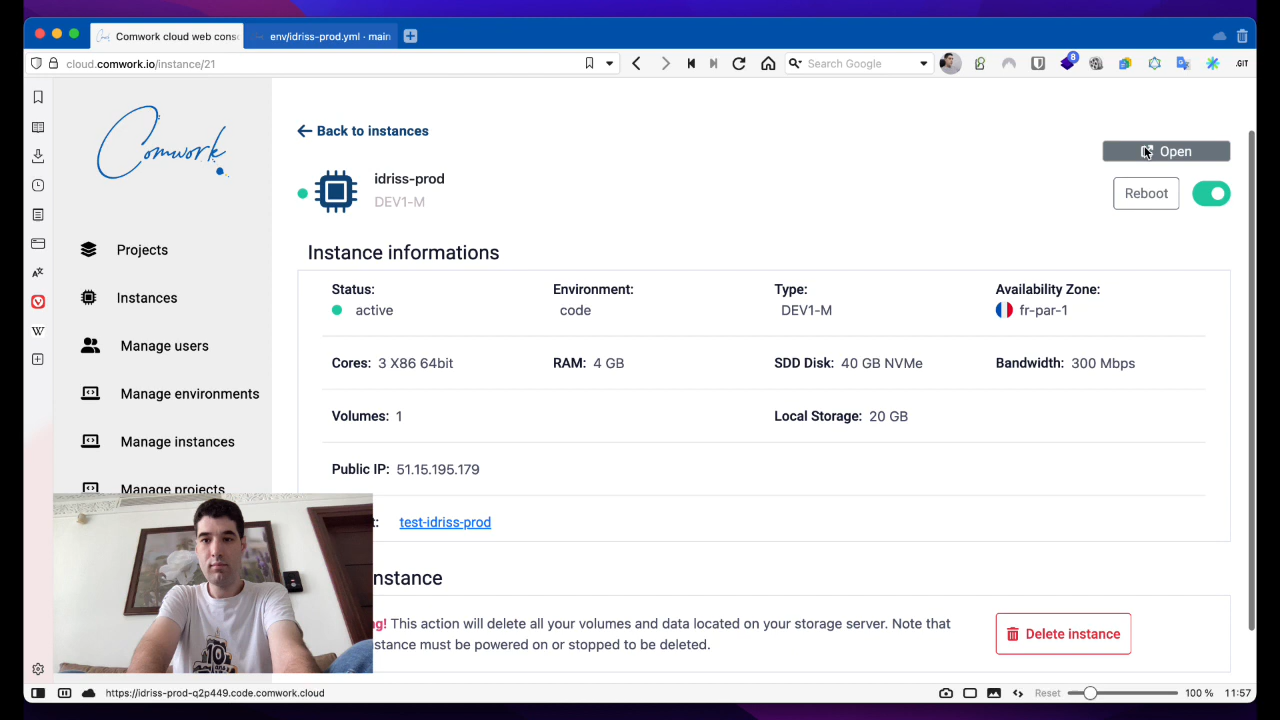 Comwork cloud web cons
env/idriss-prod.yml · main
cloud.comwork.io/instance/21
Search Google
8
.GIT
Comwork
Projects
Instances
Manage users
Manage environments
Manage instances
Manage projects
Back to instances
Open
idriss-prod
DEV1-M
Reboot
Instance informations
Status: Environment: Type: Availability Zone:
active code DEV1-M fr-par-1
Cores: 3 X86 64bit RAM: 4 GB SDD Disk: 40 GB NVMe Bandwidth: 300 Mbps
Volumes: 1 Local Storage: 20 GB
Public IP: 51.15.195.179
t: test-idriss-prod
nstance
ng! This action will delete all your volumes and data located on your storage server. Note that
stance must be powered on or stopped to be deleted.
Delete instance
10
https://idriss-prod-q2p449.code.comwork.cloud
Reset 100 % 11:57